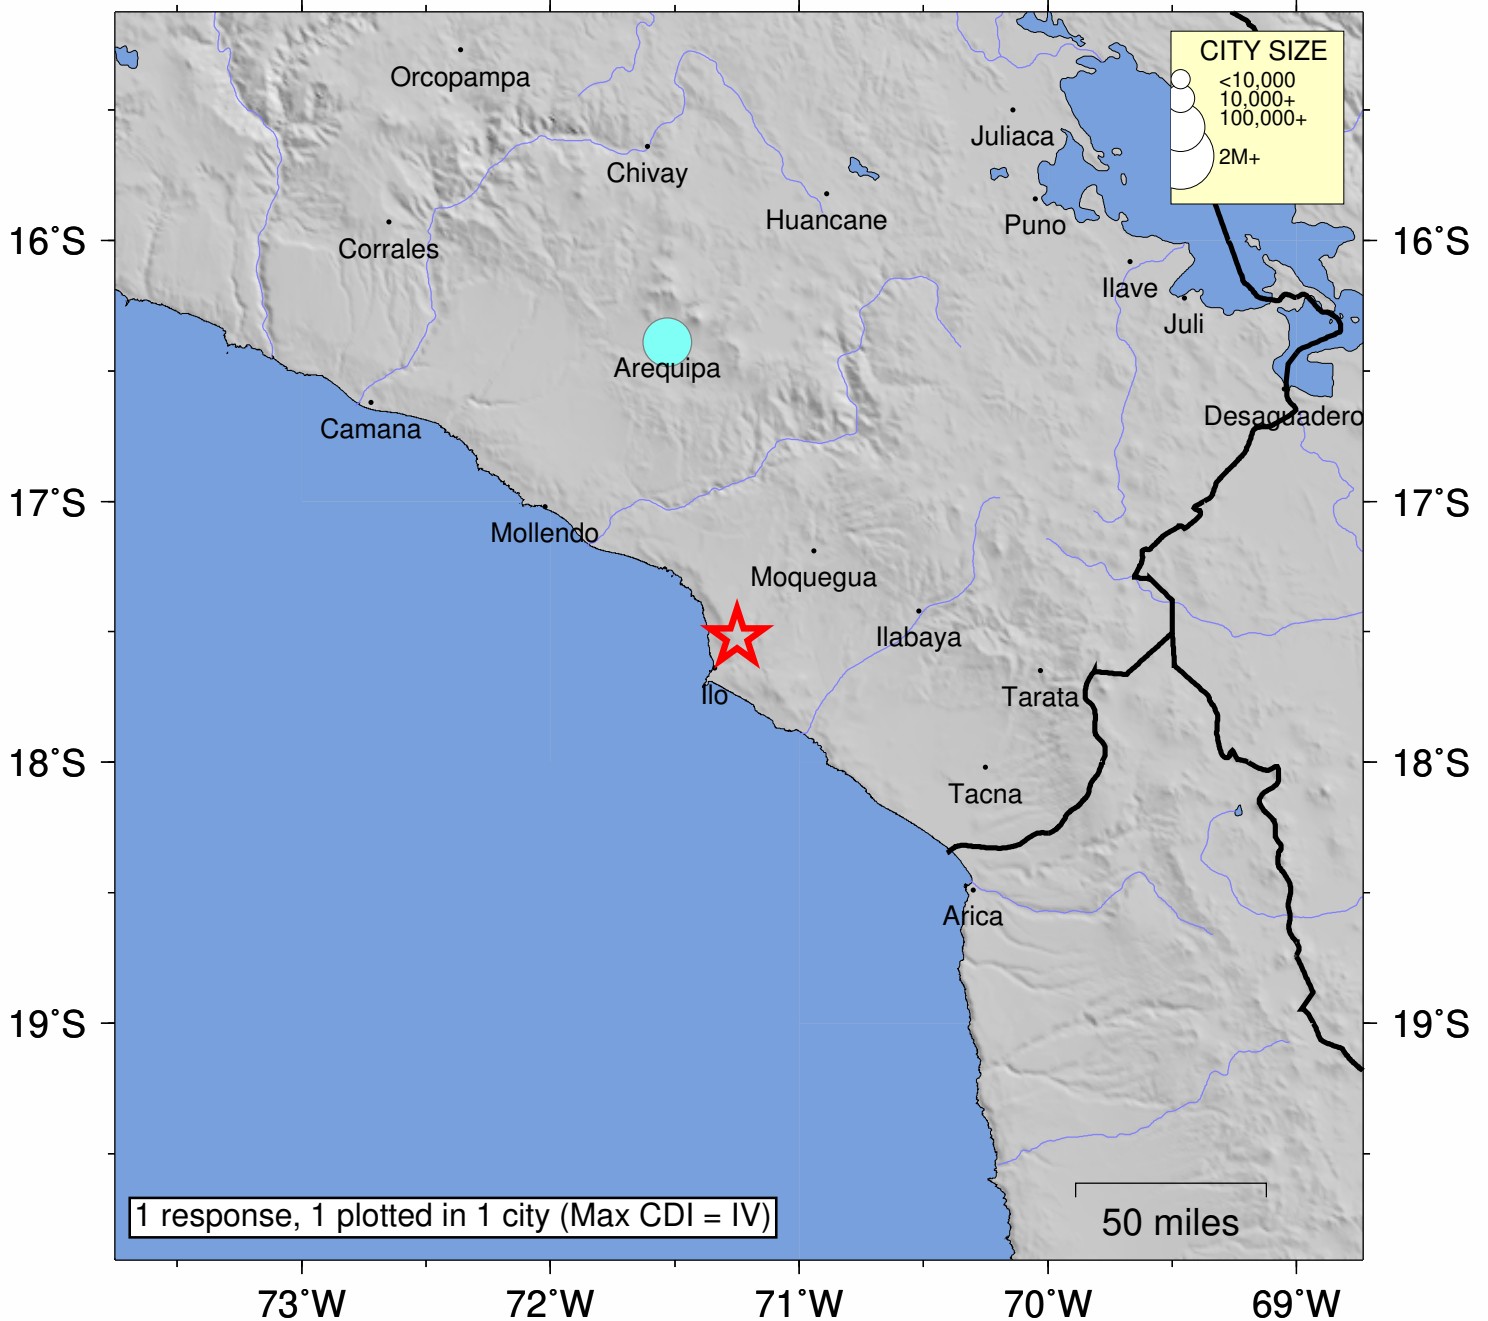 CITY SIZE
<10,000
10,000+
100,000+
2M+
Orcopampa
Juliaca
Chivay
Huancane
Puno
16°S
Corrales
16°S
Ilave
Juli
Arequipa
Desaguadero
Camana
17°S
Mollendo
17°S
Moquegua
Ilabaya
Ilo
Tarata
18°S
18°S
Tacna
Arica
19°S
19°S
1 response, 1 plotted in 1 city (Max CDI = IV)
50 miles
73°W
72°W
71°W
70°W
69°W